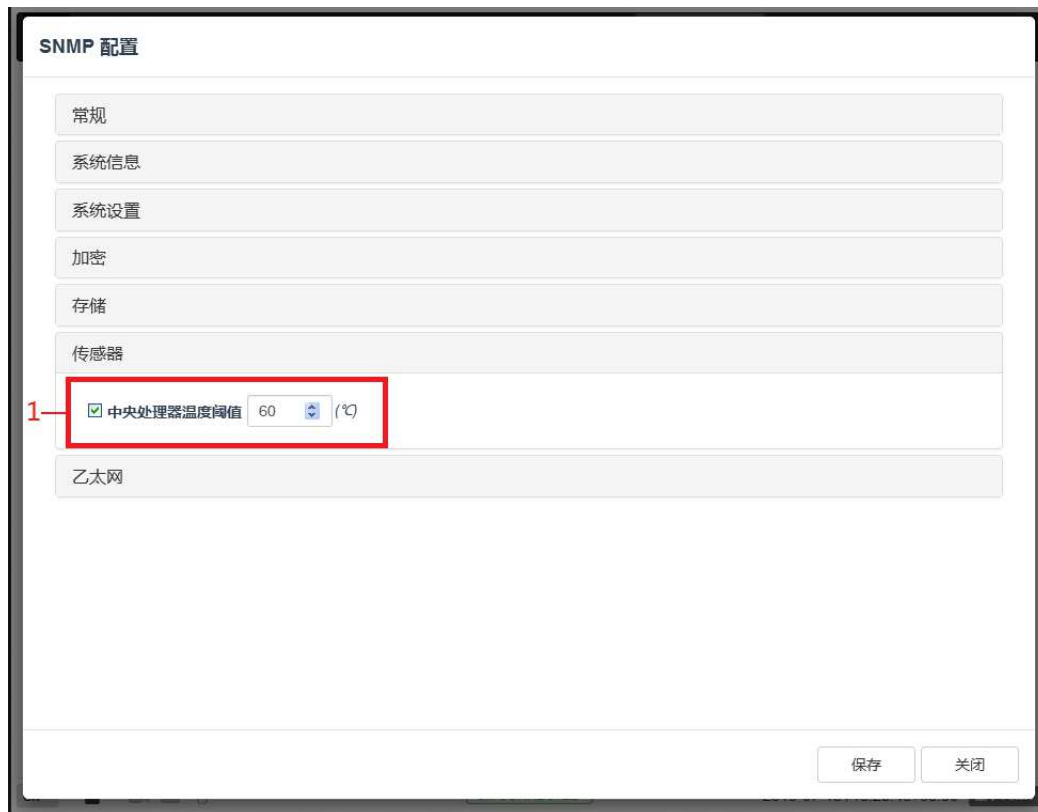 SNMP 配置
常规
系统信息
系统设置
加密
存储
传感器
1
中央处理器温度阈值 60 (℃)
乙太网
保存 关闭